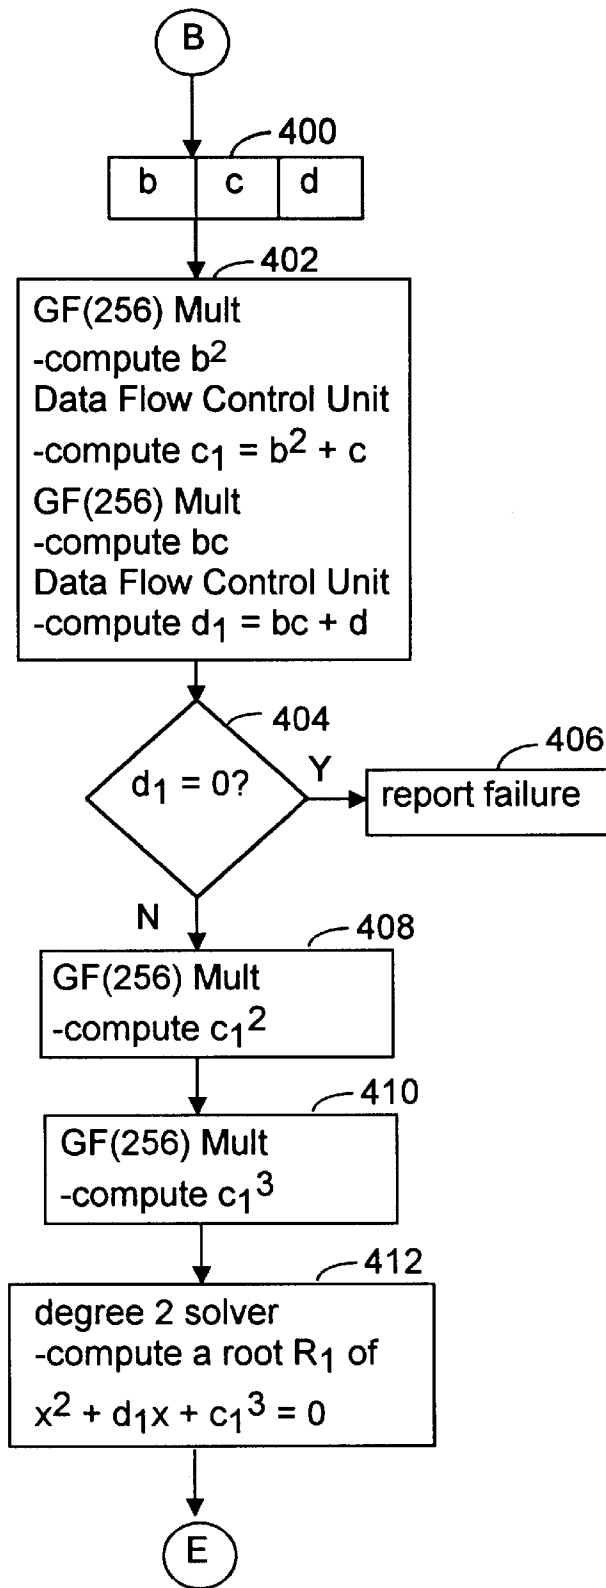 B
400
b c d
402
GF(256) Mult
-compute b²
Data Flow Control Unit
-compute c₁ = b² + c
GF(256) Mult
-compute bc
Data Flow Control Unit
-compute d₁ = bc + d
404
d₁ = 0?
Y
406
report failure
N
408
GF(256) Mult
-compute c₁²
410
GF(256) Mult
-compute c₁³
412
degree 2 solver
-compute a root R₁ of
x² + d₁x + c₁³ = 0
E